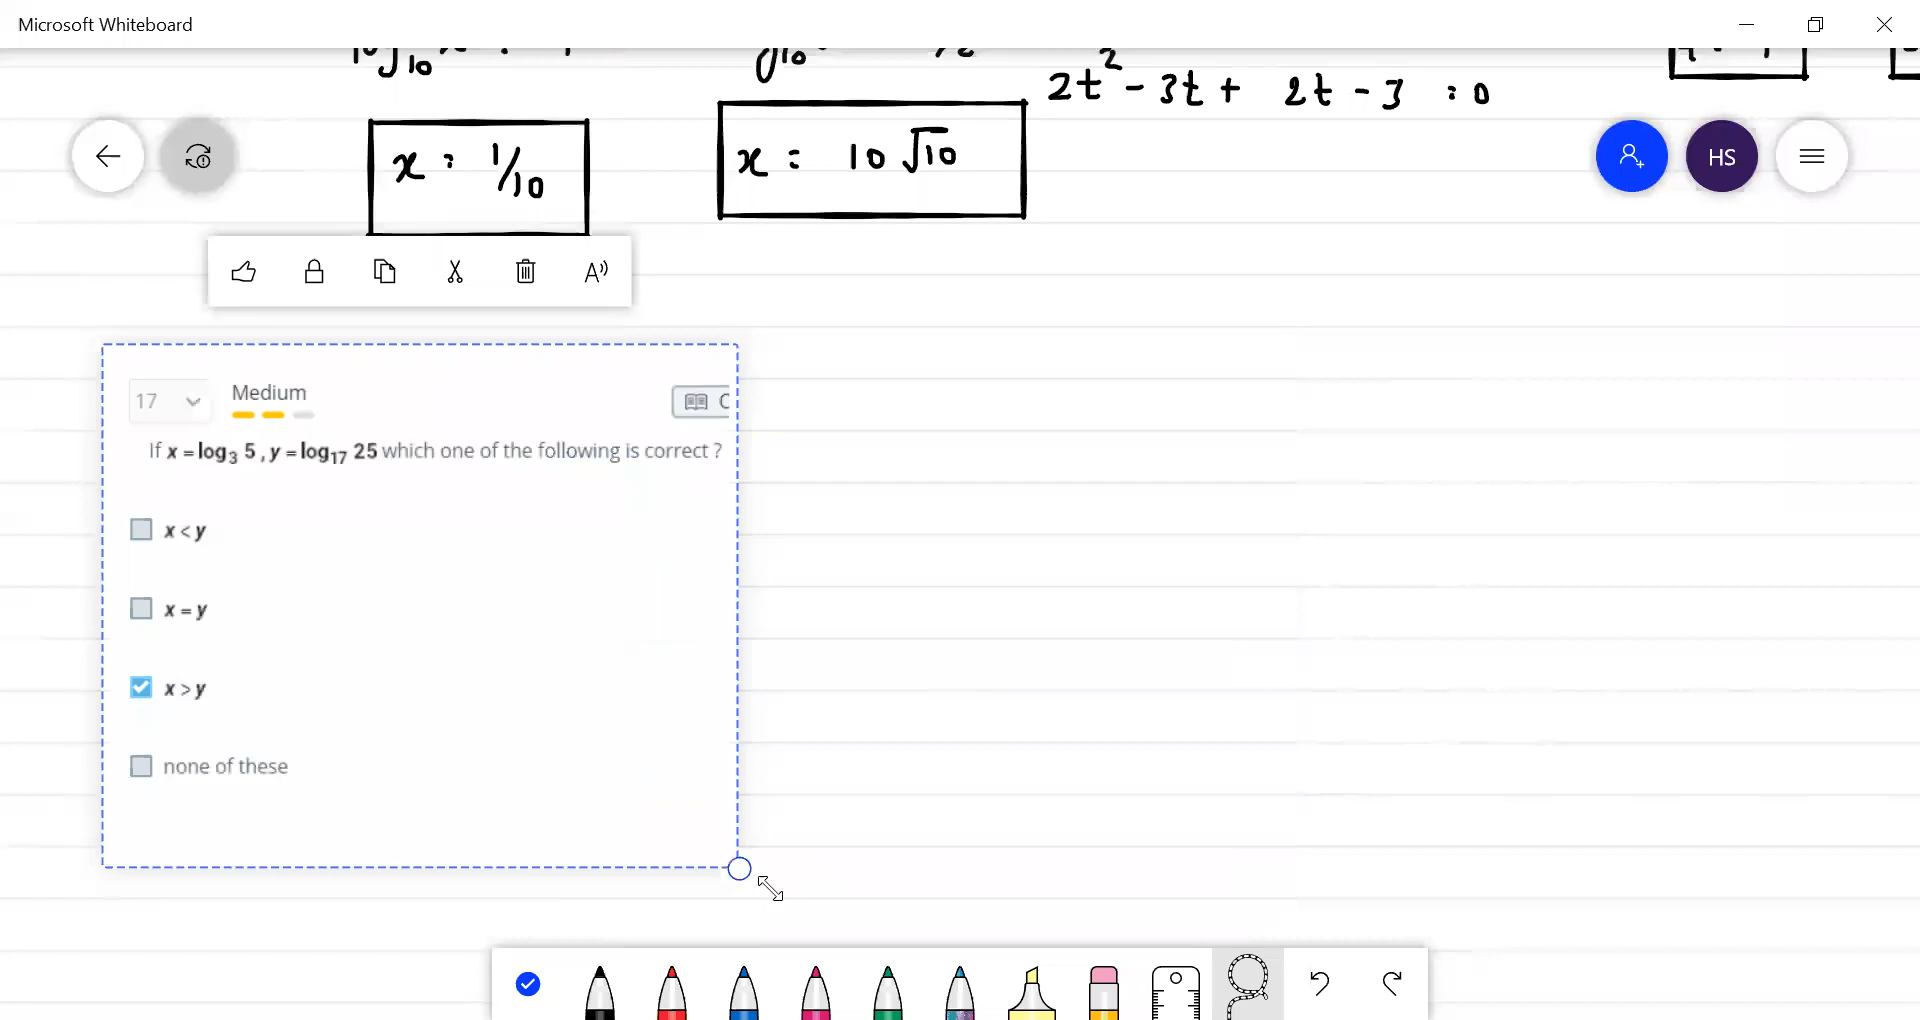 Microsoft Whiteboard
2t² - 3t + 2t - 3 = 0
x = 1/10
x = 10 √10
HS
17 Medium
If x = log₃ 5 , y = log₁₇ 25 which one of the following is correct ?
x < y
x = y
x > y
none of these